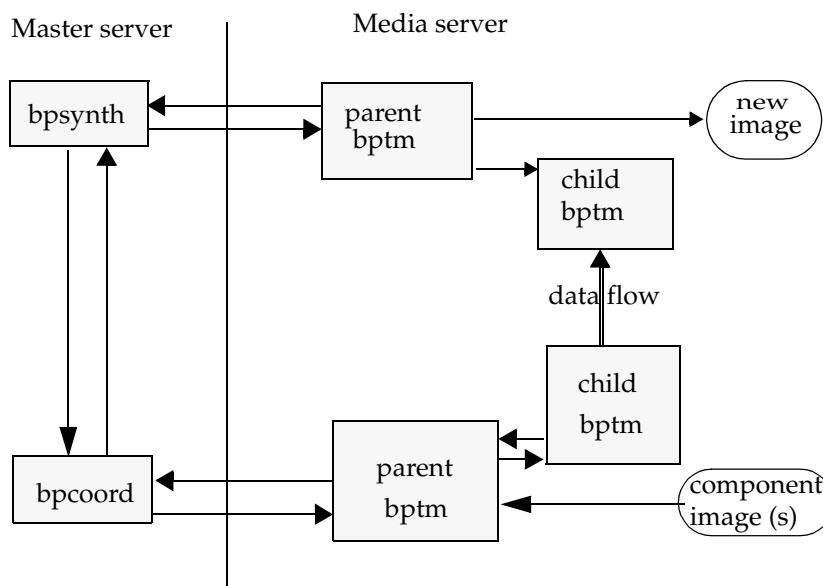 Master server
Media server
bpsynth
parent
bptm
new
image
child
bptm
data flow
child
bptm
parent
bptm
bpcoord
component
image (s)